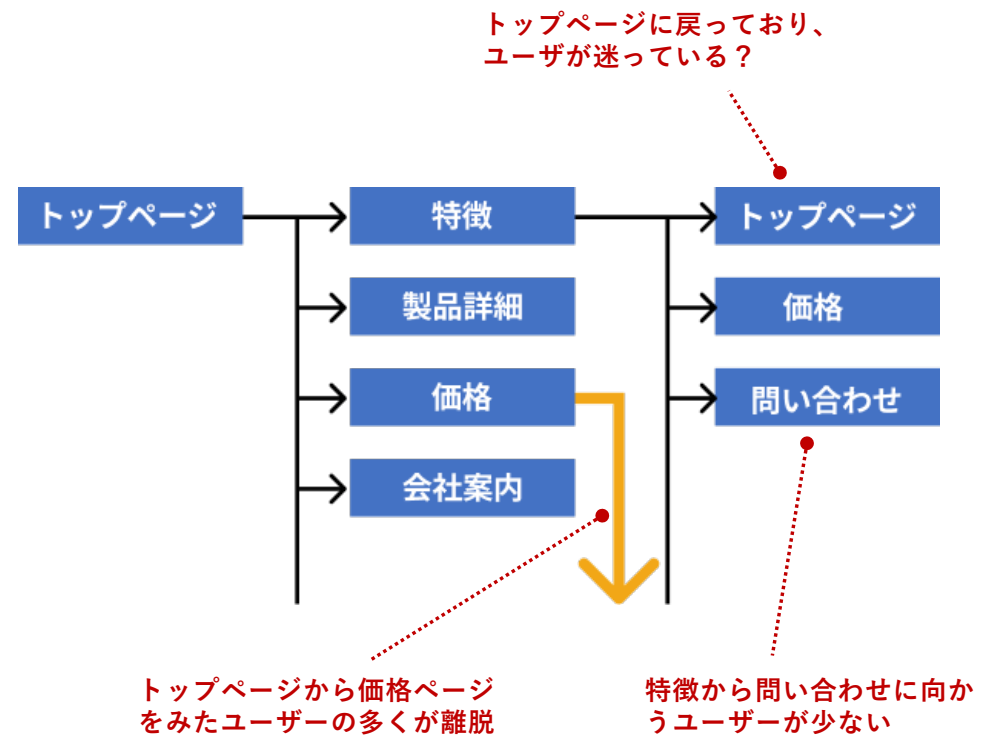 トップページに戻っており、
ユーザが迷っている？
トップページ
特徴
トップページ
製品詳細
価格
価格
問い合わせ
会社案内
トップページから価格ページ
をみたユーザーの多くが離脱
特徴から問い合わせに向か
うユーザーが少ない